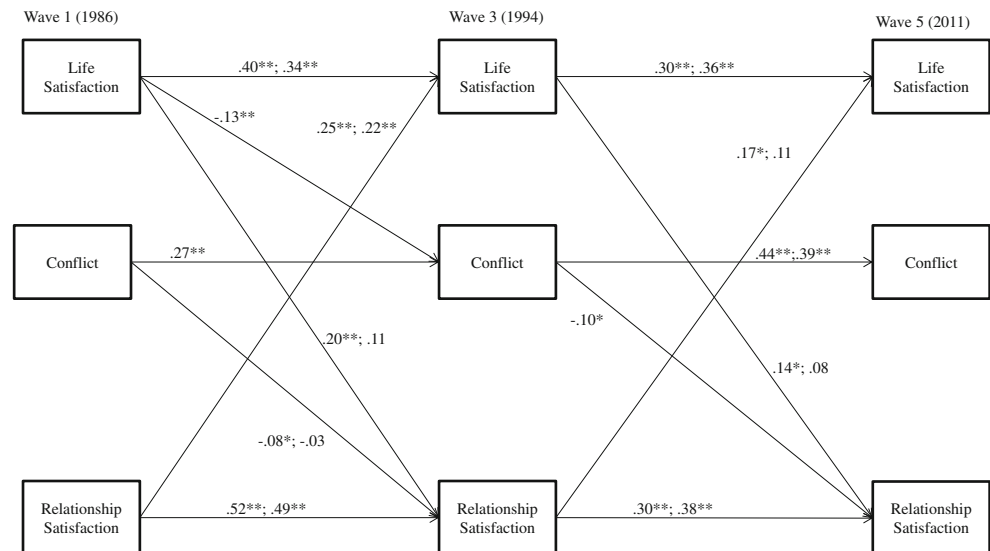 Wave 1 (1986)
Wave 3 (1994)
Wave 5 (2011)
Life
Satisfaction
.40**; .34**
Life
Satisfaction
.30**; .36**
Life
Satisfaction
-.13**
.25**; .22**
.17*; .11
Conflict
.27**
Conflict
.44**;.39**
Conflict
-.10*
.20**; .11
.14*; .08
-.08*; -.03
Relationship
Satisfaction
.52**; .49**
Relationship
Satisfaction
.30**; .38**
Relationship
Satisfaction